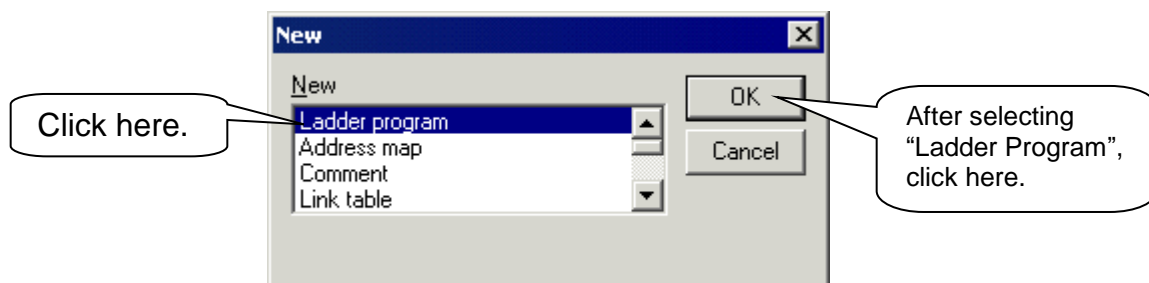 New
New
Ladder program
Address map
Comment
Link table
OK
Cancel
Click here.
After selecting
“Ladder Program”,
click here.